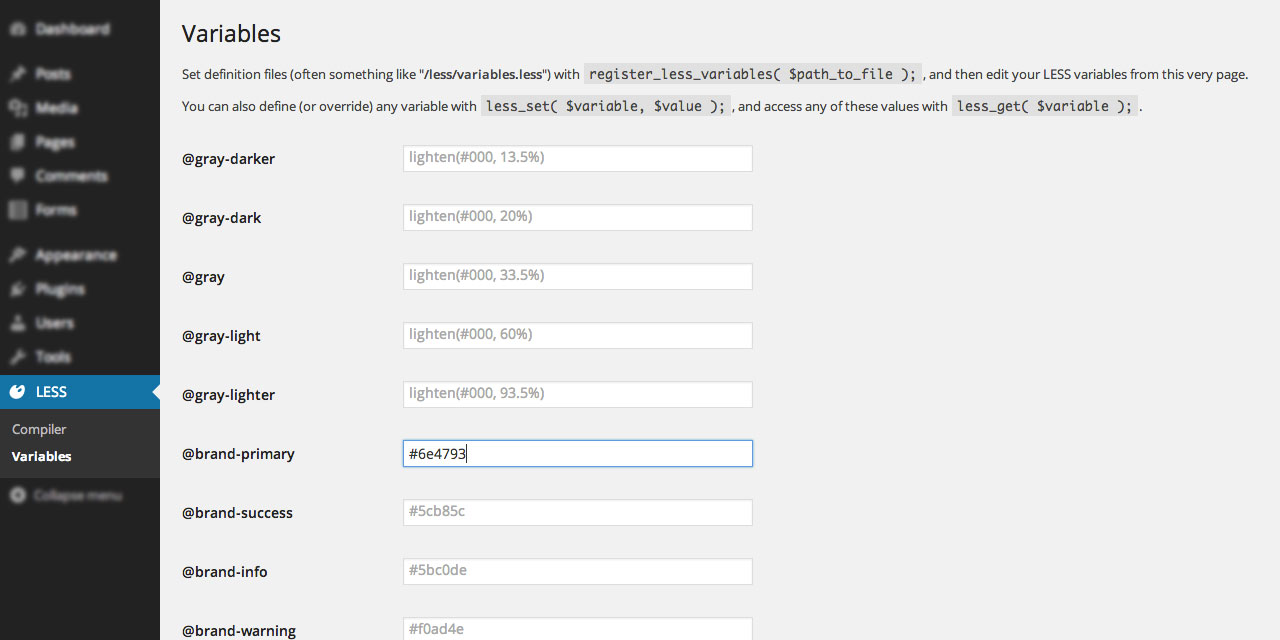 Dashboard
Posts
Media
Pages
Comments
Forms
Appearance
Plugins
Users
Tools
LESS
Compiler
Variables
Collapse menu
Variables
Set definition files (often something like "/less/variables.less") with register_less_variables( $path_to_file ); , and then edit your LESS variables from this very page.
You can also define (or override) any variable with less_set( $variable, $value ); , and access any of these values with less_get( $variable ); .
@gray-darker lighten(#000, 13.5%)
@gray-dark lighten(#000, 20%)
@gray lighten(#000, 33.5%)
@gray-light lighten(#000, 60%)
@gray-lighter lighten(#000, 93.5%)
@brand-primary #6e4793
@brand-success #5cb85c
@brand-info #5bc0de
@brand-warning #f0ad4e